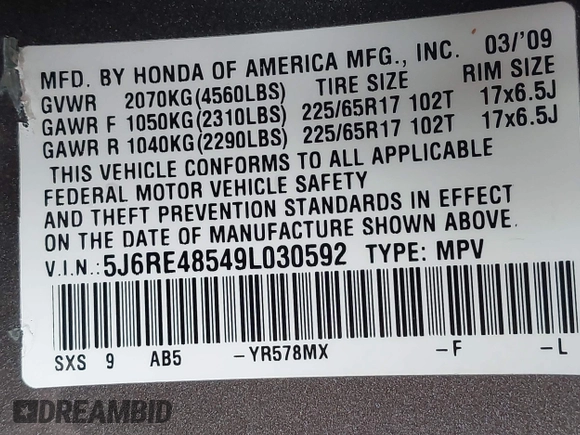 MFD. BY HONDA OF AMERICA MFG., INC. 03/'09
GVWR 2070KG(4560LBS) TIRE SIZE RIM SIZE
GAWR F 1050KG(2310LBS) 225/65R17 102T 17x6.5J
GAWR R 1040KG(2290LBS) 225/65R17 102T 17x6.5J
THIS VEHICLE CONFORMS TO ALL APPLICABLE
FEDERAL MOTOR VEHICLE SAFETY
AND THEFT PREVENTION STANDARDS IN EFFECT
ON THE DATE OF MANUFACTURE SHOWN ABOVE.
V.I.N.:5J6RE48549L030592 TYPE: MPV
SXS 9 AB5 -YR578MX -F -L
DREAMBID